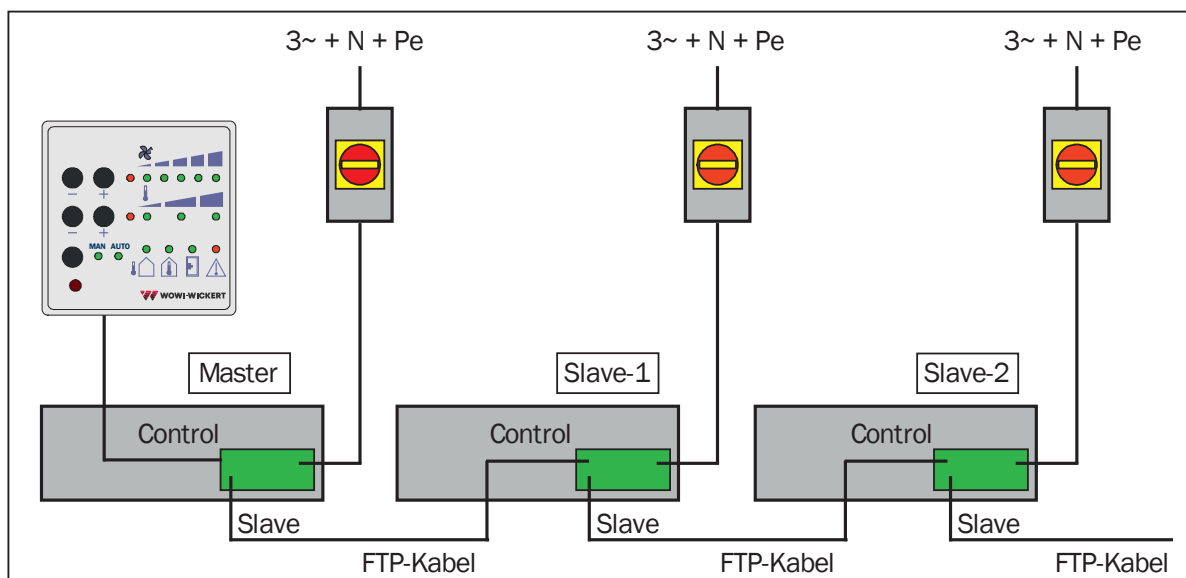 3~ + N + Pe
3~ + N + Pe
3~ + N + Pe
– +
– +
MAN AUTO
WOWI-WICKERT
Master
Slave-1
Slave-2
Control
Control
Control
Slave
Slave
Slave
FTP-Kabel
FTP-Kabel
FTP-Kabel